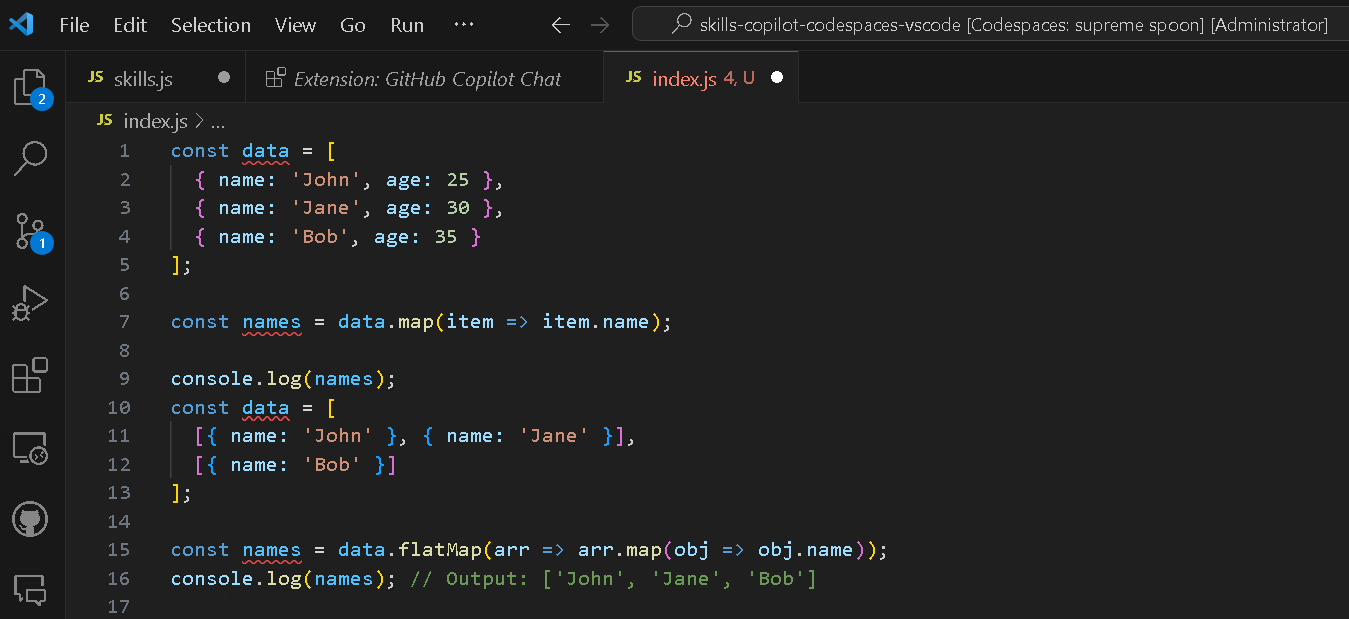 File Edit Selection View Go Run ··· ← → skills-copilot-codespaces-vscode [Codespaces: supreme spoon] [Administrator]
JS skills.js ● Extension: GitHub Copilot Chat JS index.js 4, U ●
2
JS index.js > ...
1 const data = [
2 { name: 'John', age: 25 },
3 { name: 'Jane', age: 30 },
4 { name: 'Bob', age: 35 }
1
5 ];
6
7 const names = data.map(item => item.name);
8
9 console.log(names);
10 const data = [
11 [{ name: 'John' }, { name: 'Jane' }],
12 [{ name: 'Bob' }]
13 ];
14
15 const names = data.flatMap(arr => arr.map(obj => obj.name));
16 console.log(names); // Output: ['John', 'Jane', 'Bob']
17